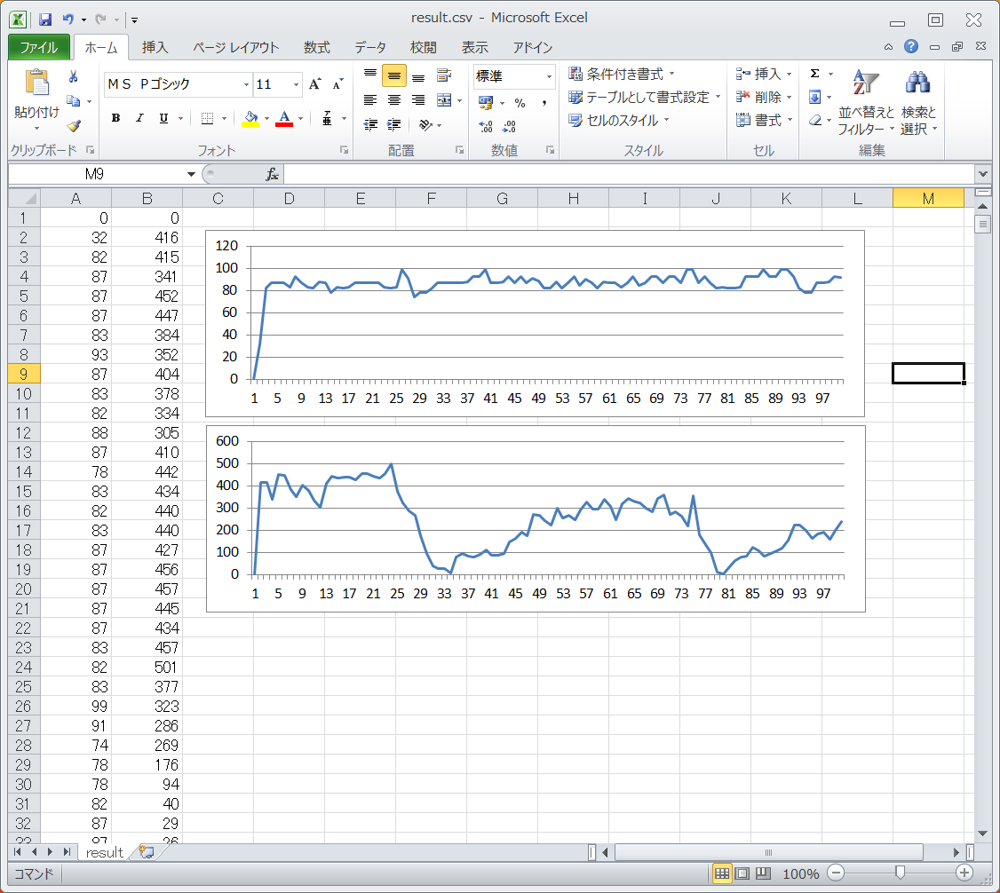 result.csv - Microsoft Excel
ファイル ホーム 挿入 ページ レイアウト 数式 データ 校閲 表示 アドイン
貼り付け
クリップボード
ＭＳ Ｐゴシック 11
B I U A 亜
フォント
配置
標準
% ,
数値
条件付き書式
テーブルとして書式設定
セルのスタイル
スタイル
挿入
削除
書式
セル
Σ
並べ替えと
フィルター
検索と
選択
編集
M9 fx
A B C D E F G H I J K L M
1 0 0
2 32 416
3 82 415
4 87 341
5 87 452
6 87 447
7 83 384
8 93 352
9 87 404
10 83 378
11 82 334
12 88 305
13 87 410
14 78 442
15 83 434
16 82 440
17 83 440
18 87 427
19 87 456
20 87 457
21 87 445
22 87 434
23 83 457
24 82 501
25 83 377
26 99 323
27 91 286
28 74 269
29 78 176
30 78 94
31 82 40
32 87 29
33 87 26
120
100
80
60
40
20
0
1 5 9 13 17 21 25 29 33 37 41 45 49 53 57 61 65 69 73 77 81 85 89 93 97
600
500
400
300
200
100
0
1 5 9 13 17 21 25 29 33 37 41 45 49 53 57 61 65 69 73 77 81 85 89 93 97
result
コマンド 100%